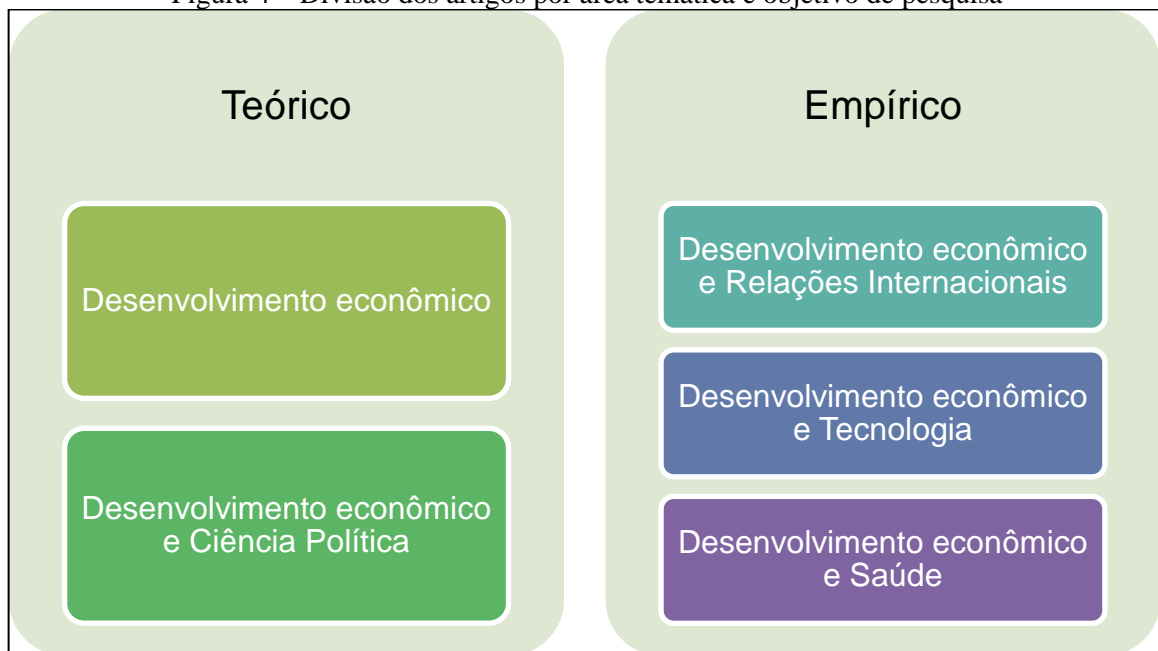 Figura 4 – Divisão dos artigos por área temática e objetivo de pesquisa
Teórico
Desenvolvimento econômico
Desenvolvimento econômico
e Ciência Política
Empírico
Desenvolvimento econômico
e Relações Internacionais
Desenvolvimento econômico
e Tecnologia
Desenvolvimento econômico
e Saúde